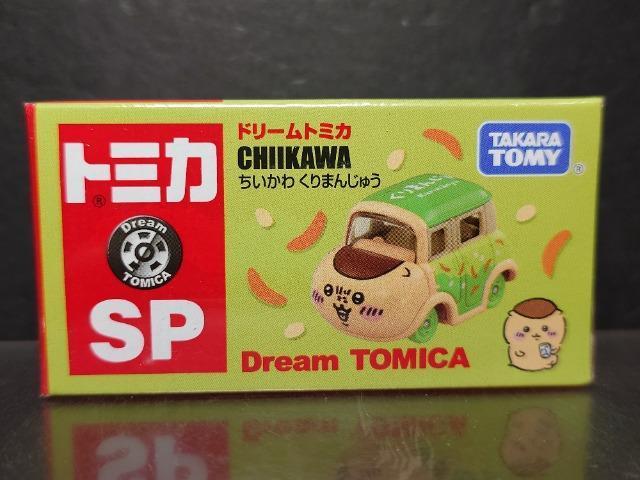 トミカ
®
Dream
TOMICA
SP
ドリームトミカ
CHIIKAWA
ちいかわ くりまんじゅう
TAKARA
TOMY
®
Dream TOMICA